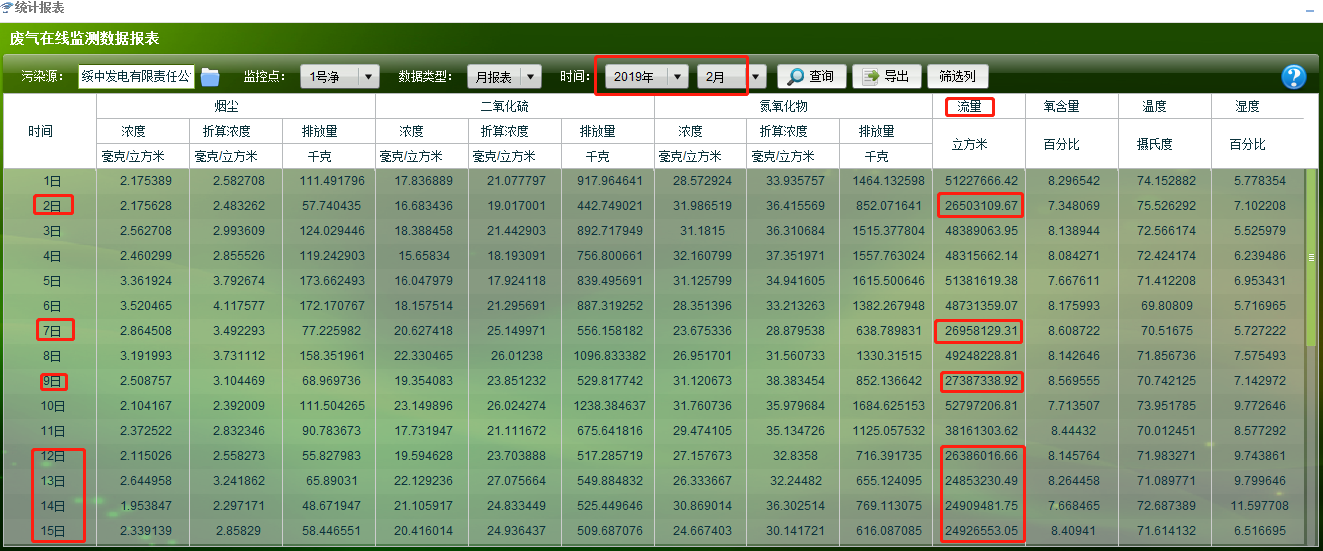 统计报表
废气在线监测数据报表
污染源： 绥中发电有限责任公 监控点： 1号净 数据类型： 月报表 时间： 2019年 2月 查询 导出 筛选列
时间 烟尘 二氧化硫 氮氧化物 流量 氧含量 温度 湿度
浓度 折算浓度 排放量 浓度 折算浓度 排放量 浓度 折算浓度 排放量 立方米 百分比 摄氏度 百分比
毫克/立方米 毫克/立方米 千克 毫克/立方米 毫克/立方米 千克 毫克/立方米 毫克/立方米 千克
1日 2.175389 2.582708 111.491796 17.836889 21.077797 917.964641 28.572924 33.935757 1464.132598 51227666.42 8.296542 74.152882 5.778354
2日 2.175628 2.483262 57.740435 16.683436 19.017001 442.749021 31.986519 36.415569 852.071641 26503109.67 7.348069 75.526292 7.102208
3日 2.562708 2.993609 124.029446 18.388458 21.442903 892.717949 31.1815 36.310684 1515.377804 48389063.95 8.138944 72.566174 5.525979
4日 2.460299 2.855526 119.242903 15.65834 18.193091 756.800661 32.160799 37.351971 1557.763024 48315662.14 8.084271 72.424174 6.239486
5日 3.361924 3.792674 173.662493 16.047979 17.924118 839.495691 31.125799 34.941605 1615.500646 51381619.38 7.667611 71.412208 6.953431
6日 3.520465 4.117577 172.170767 18.157514 21.295691 887.319252 28.351396 33.213263 1382.267948 48731359.07 8.175993 69.80809 5.716965
7日 2.864508 3.492293 77.225982 20.627418 25.149971 556.158182 23.675336 28.879538 638.789831 26958129.31 8.608722 70.51675 5.727222
8日 3.191993 3.731112 158.351961 22.330465 26.01238 1096.833382 26.951701 31.560733 1330.31515 49248228.81 8.142646 71.856736 7.575493
9日 2.508757 3.104469 68.969736 19.354083 23.851232 529.817742 31.120673 38.383454 852.136642 27387338.92 8.569555 70.742125 7.142972
10日 2.104167 2.392009 111.504265 23.149896 26.024274 1238.384637 31.760736 35.979684 1684.625153 52797206.81 7.713507 73.951785 9.772646
11日 2.372522 2.832346 90.783673 17.731947 21.111672 675.641816 29.474105 35.134726 1125.057532 38161303.62 8.44432 70.012451 8.577292
12日 2.115026 2.558273 55.827983 19.594628 23.703888 517.285719 27.157673 32.8358 716.391735 26386016.66 8.145764 71.983271 9.743861
13日 2.644958 3.241862 65.89031 22.129236 27.075664 549.884832 26.333667 32.24482 655.124095 24853230.49 8.264458 71.089771 9.799646
14日 1.953847 2.297171 48.671947 21.105917 24.833449 525.449646 30.869014 36.302514 769.113075 24909481.75 7.668465 72.687389 11.597708
15日 2.339139 2.85829 58.446551 20.416014 24.936437 509.687076 24.667403 30.141721 616.087085 24926553.05 8.40941 71.614132 6.516695